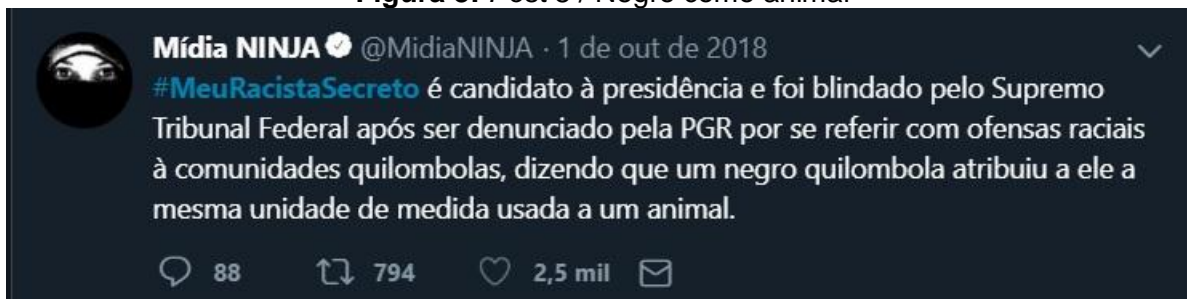 Mídia NINJA @MidiaNINJA · 1 de out de 2018
#MeuRacistaSecreto é candidato à presidência e foi blindado pelo Supremo
Tribunal Federal após ser denunciado pela PGR por se referir com ofensas raciais
à comunidades quilombolas, dizendo que um negro quilombola atribuiu a ele a
mesma unidade de medida usada a um animal.
88 794 2,5 mil